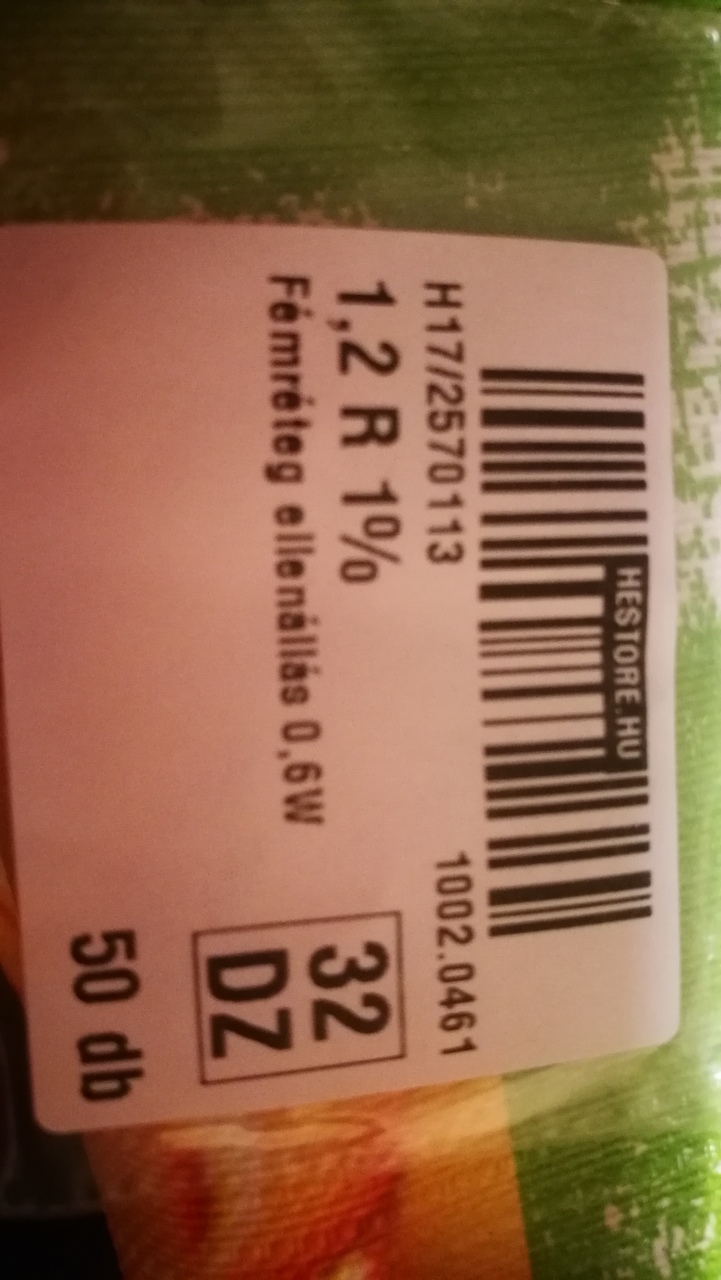 HESTORE.HU
H17/2570113 1002.0461
1,2 R 1%
Fémréteg ellenállás 0,6W
32
DZ
50 db